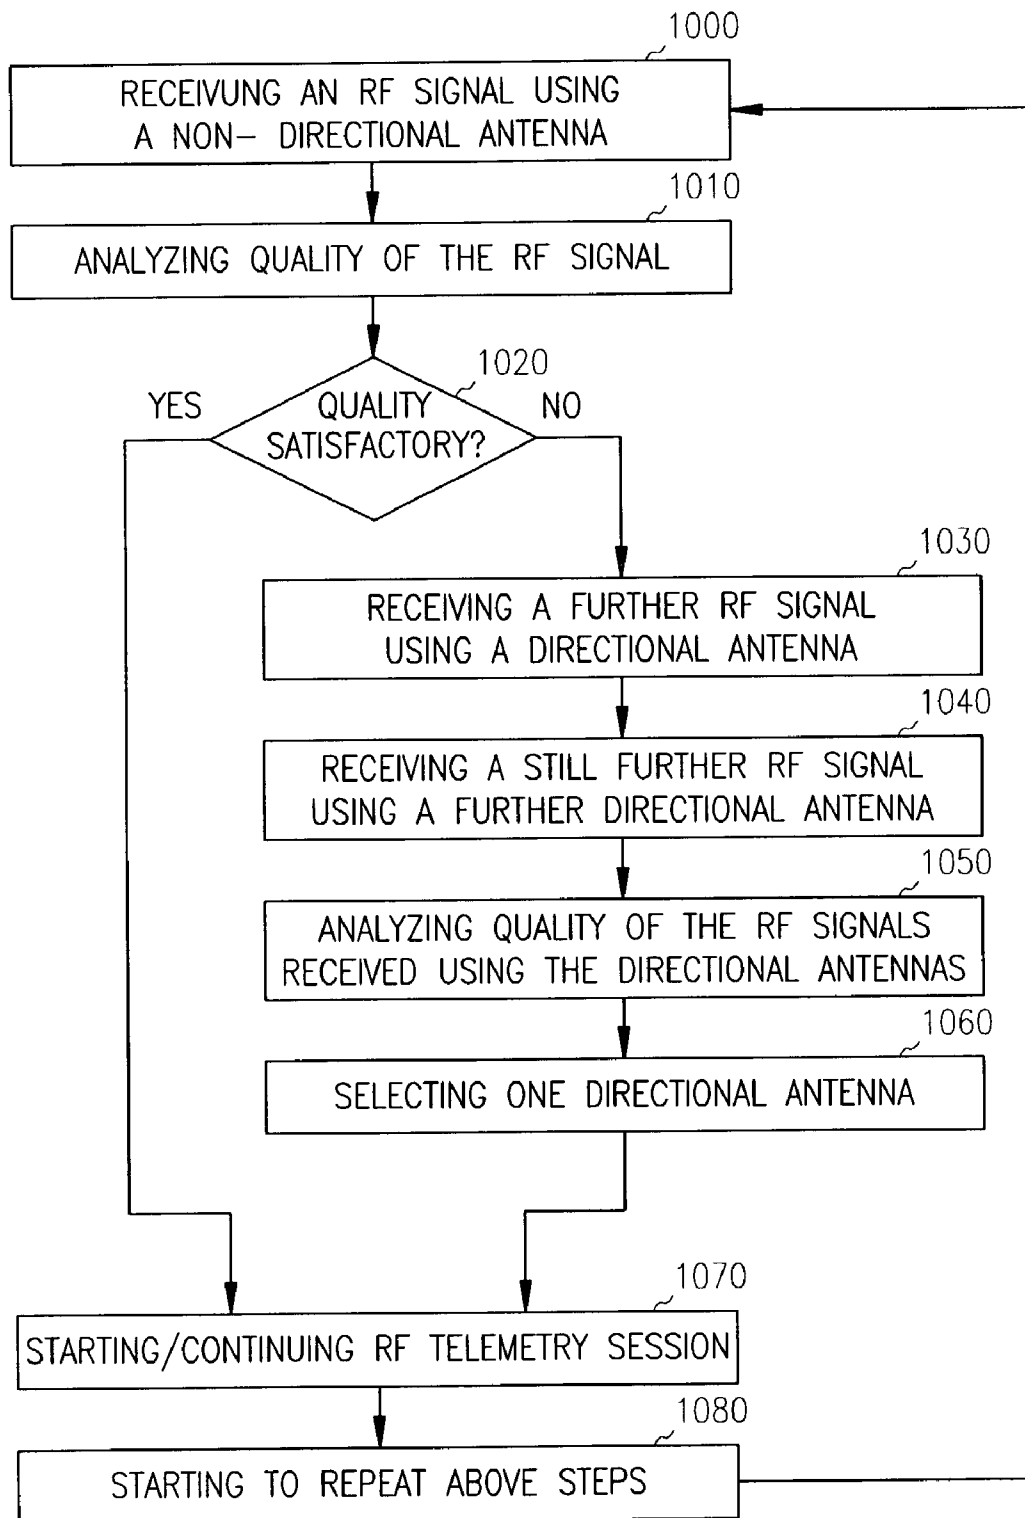 1000
RECEIVUNG AN RF SIGNAL USING
A NON- DIRECTIONAL ANTENNA
1010
ANALYZING QUALITY OF THE RF SIGNAL
1020
YES
QUALITY
SATISFACTORY?
NO
1030
RECEIVING A FURTHER RF SIGNAL
USING A DIRECTIONAL ANTENNA
1040
RECEIVING A STILL FURTHER RF SIGNAL
USING A FURTHER DIRECTIONAL ANTENNA
1050
ANALYZING QUALITY OF THE RF SIGNALS
RECEIVED USING THE DIRECTIONAL ANTENNAS
1060
SELECTING ONE DIRECTIONAL ANTENNA
1070
STARTING/CONTINUING RF TELEMETRY SESSION
1080
STARTING TO REPEAT ABOVE STEPS